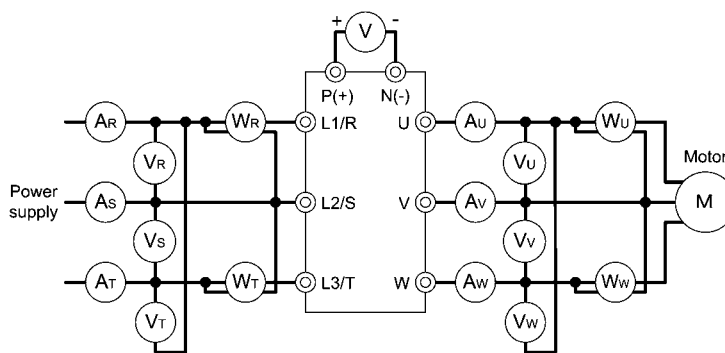 + V -
P(+) N(-)
AR WR L1/R U AU WU
Motor
VR VU
Power supply
AS L2/S V AV M
VS VV
AT WT L3/T W AW WW
VT VW